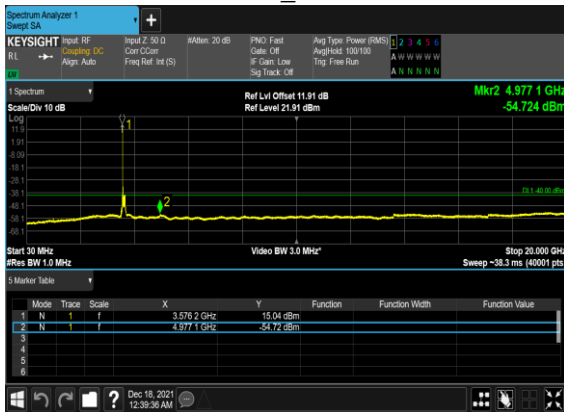 Spectrum Analyzer 1
Swept SA
+
KEYSIGHT Input: RF Input Z: 50 Ω #Atten: 20 dB PNO: Fast Avg Type: Power (RMS) 1 2 3 4 5 6
RL Coupling: DC Corr CCorr Gate: Off Avg|Hold: 100/100 A W W W W W
Align: Auto Freq Ref: Int (S) IF Gain: Low Trig: Free Run
LXI Sig Track: Off A N N N N N
1 Spectrum Ref Lvl Offset 11.91 dB Mkr2 4.977 1 GHz
Scale/Div 10 dB Ref Level 21.91 dBm -54.724 dBm
Log
11.9 1
1.91
-8.09
-18.1
-28.1
-38.1 DL1 -40.00 dBm
-48.1 2
-58.1
-68.1
Start 30 MHz Video BW 3.0 MHz* Stop 20.000 GHz
#Res BW 1.0 MHz Sweep ~38.3 ms (40001 pts)
5 Marker Table
Mode Trace Scale X Y Function Function Width Function Value
1 N 1 f 3.576 2 GHz 15.04 dBm
2 N 1 f 4.977 1 GHz -54.72 dBm
3
4
5
6
? Dec 18, 2021
12:39:36 AM